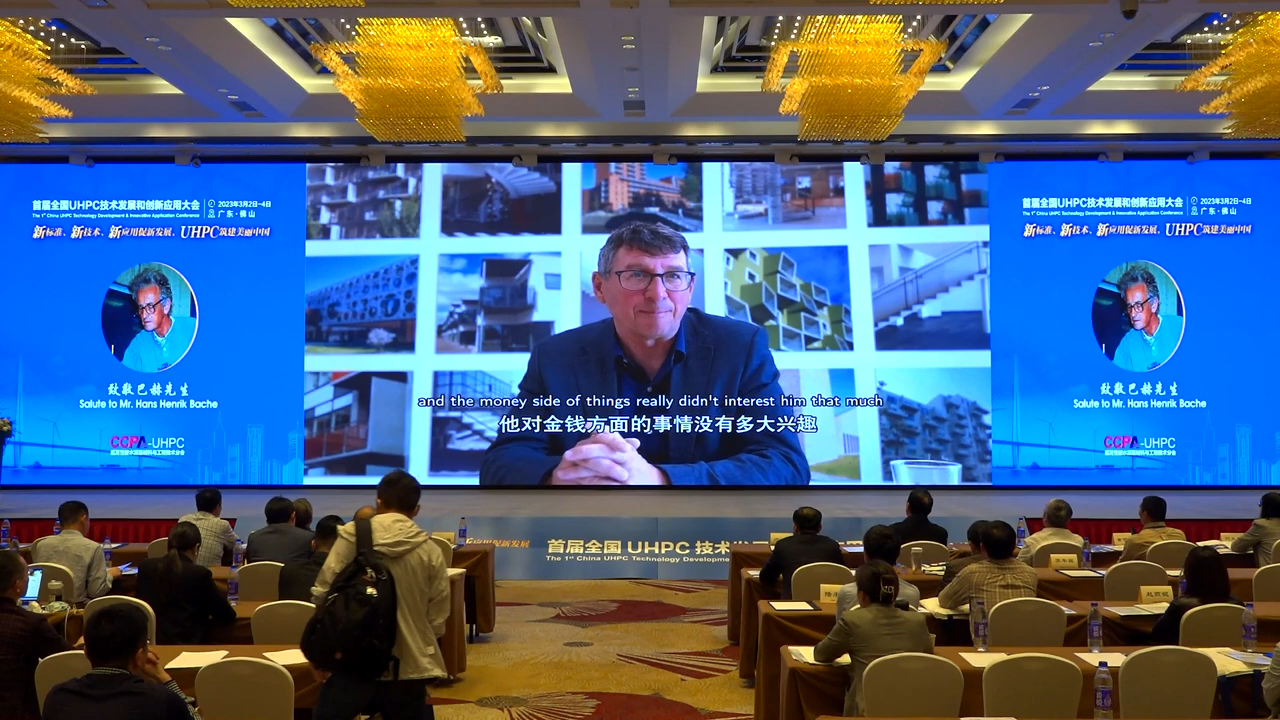 首届全国UHPC技术发展和创新应用大会
The 1st China UHPC Technology Development & Innovative Application Conference
2023年3月2日-4日
广东·佛山
新标准、新技术、新应用促新发展，UHPC筑建美丽中国
致敬巴赫先生
Salute to Mr. Hans Henrik Bache
CCPA-UHPC
and the money side of things really didn't interest him that much
他对金钱方面的事情没有多大兴趣
首届全国UHPC技术发展和创新应用大会
The 1st China UHPC Technology Development & Innovative Application Conference
2023年3月2日-4日
广东·佛山
新标准、新技术、新应用促新发展，UHPC筑建美丽中国
致敬巴赫先生
Salute to Mr. Hans Henrik Bache
CCPA-UHPC
应用促新发展
首届全国 UHPC 技术
The 1st China UHPC Technology Developme